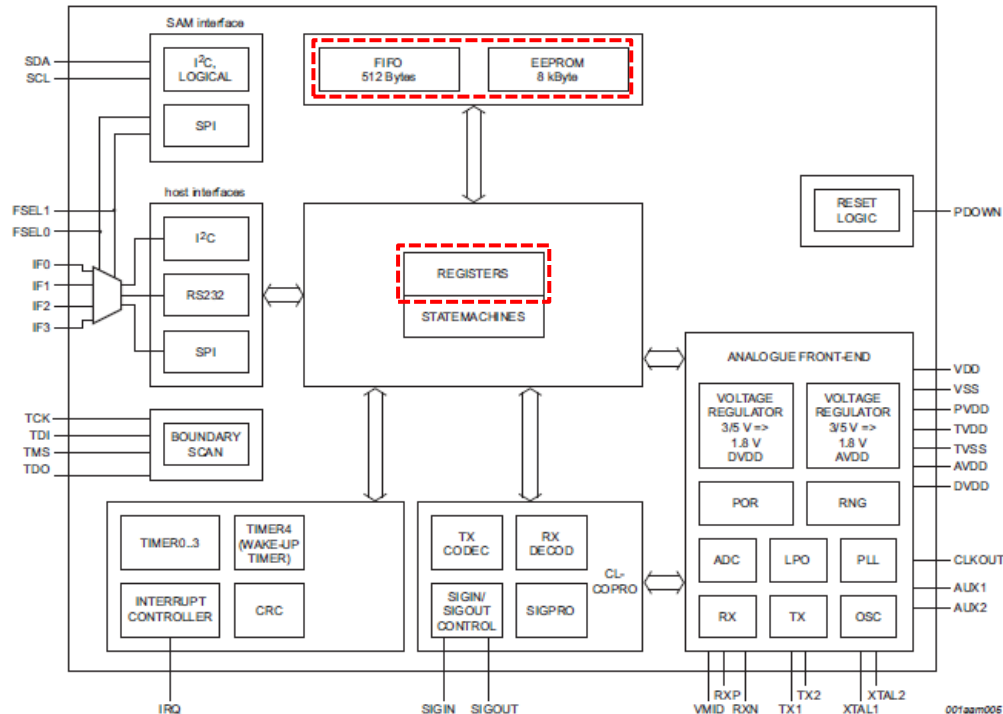 SAM interface
SDA
SCL
I²C,
LOGICAL
SPI
FIFO
512 Bytes
EEPROM
8 kByte
host interfaces
FSEL1
FSEL0
IF0
IF1
IF2
IF3
I²C
RS232
SPI
REGISTERS
STATEMACHINES
RESET
LOGIC
PDOWN
TCK
TDI
TMS
TDO
BOUNDARY
SCAN
ANALOGUE FRONT-END
VOLTAGE
REGULATOR
3/5 V =>
1.8 V
DVDD
VOLTAGE
REGULATOR
3/5 V =>
1.8 V
AVDD
POR
RNG
ADC
LPO
PLL
RX
TX
OSC
VDD
VSS
PVDD
TVDD
TVSS
AVDD
DVDD
CLKOUT
AUX1
AUX2
TIMER0..3
TIMER4
(WAKE-UP
TIMER)
INTERRUPT
CONTROLLER
CRC
TX
CODEC
RX
DECOD
SIGIN/
SIGOUT
CONTROL
SIGPRO
CL-
COPRO
IRQ
SIGIN
SIGOUT
VMID
RXP
RXN
TX1
TX2
XTAL1
XTAL2
001aam005